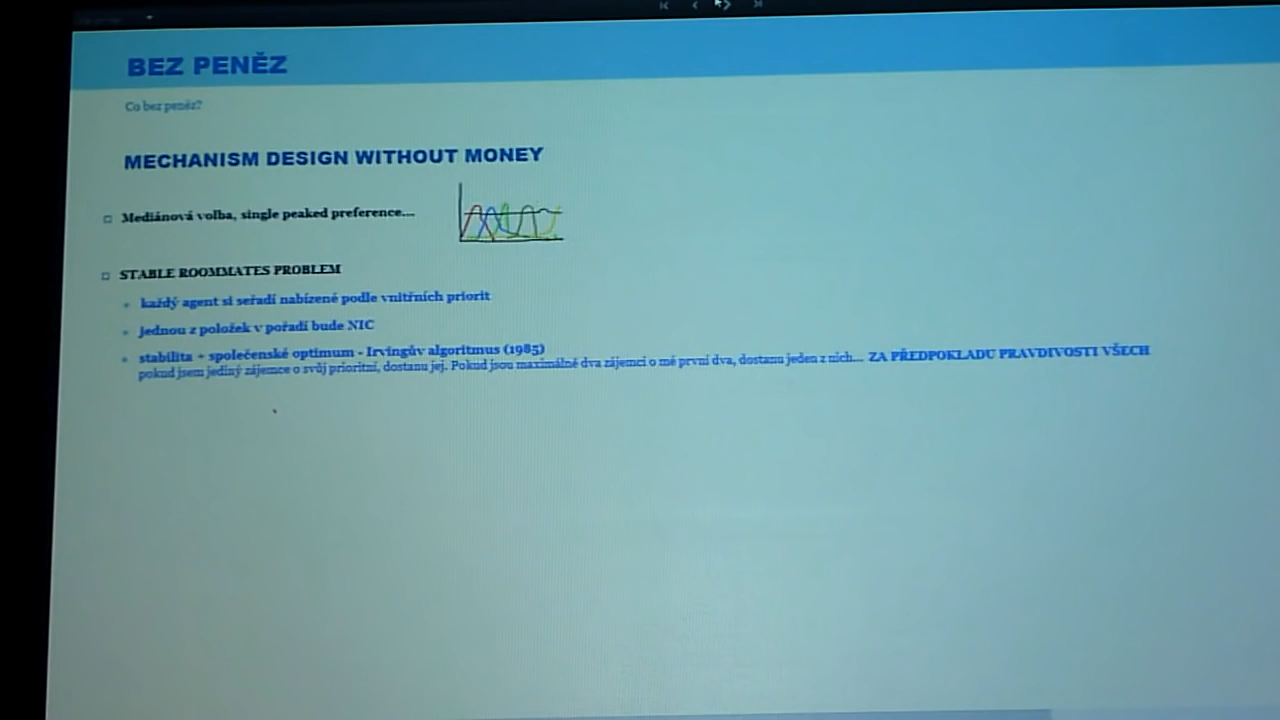 BEZ PENĚZ
Co bez peněz?
MECHANISM DESIGN WITHOUT MONEY
Mediánová volba, single peaked preference...
STABLE ROOMMATES PROBLEM
každý agent si seřadí nabízené podle vnitřních priorit
Jednou z položek v pořadí bude NIC
stabilita + společenské optimum - Irvingův algoritmus (1985)
pokud jsem jediný zájemce o svůj prioritní, dostanu jej. Pokud jsou maximálně dva zájemci o mé první dva, dostanu jeden z nich... ZA PŘEDPOKLADU PRAVDIVOSTI VŠECH